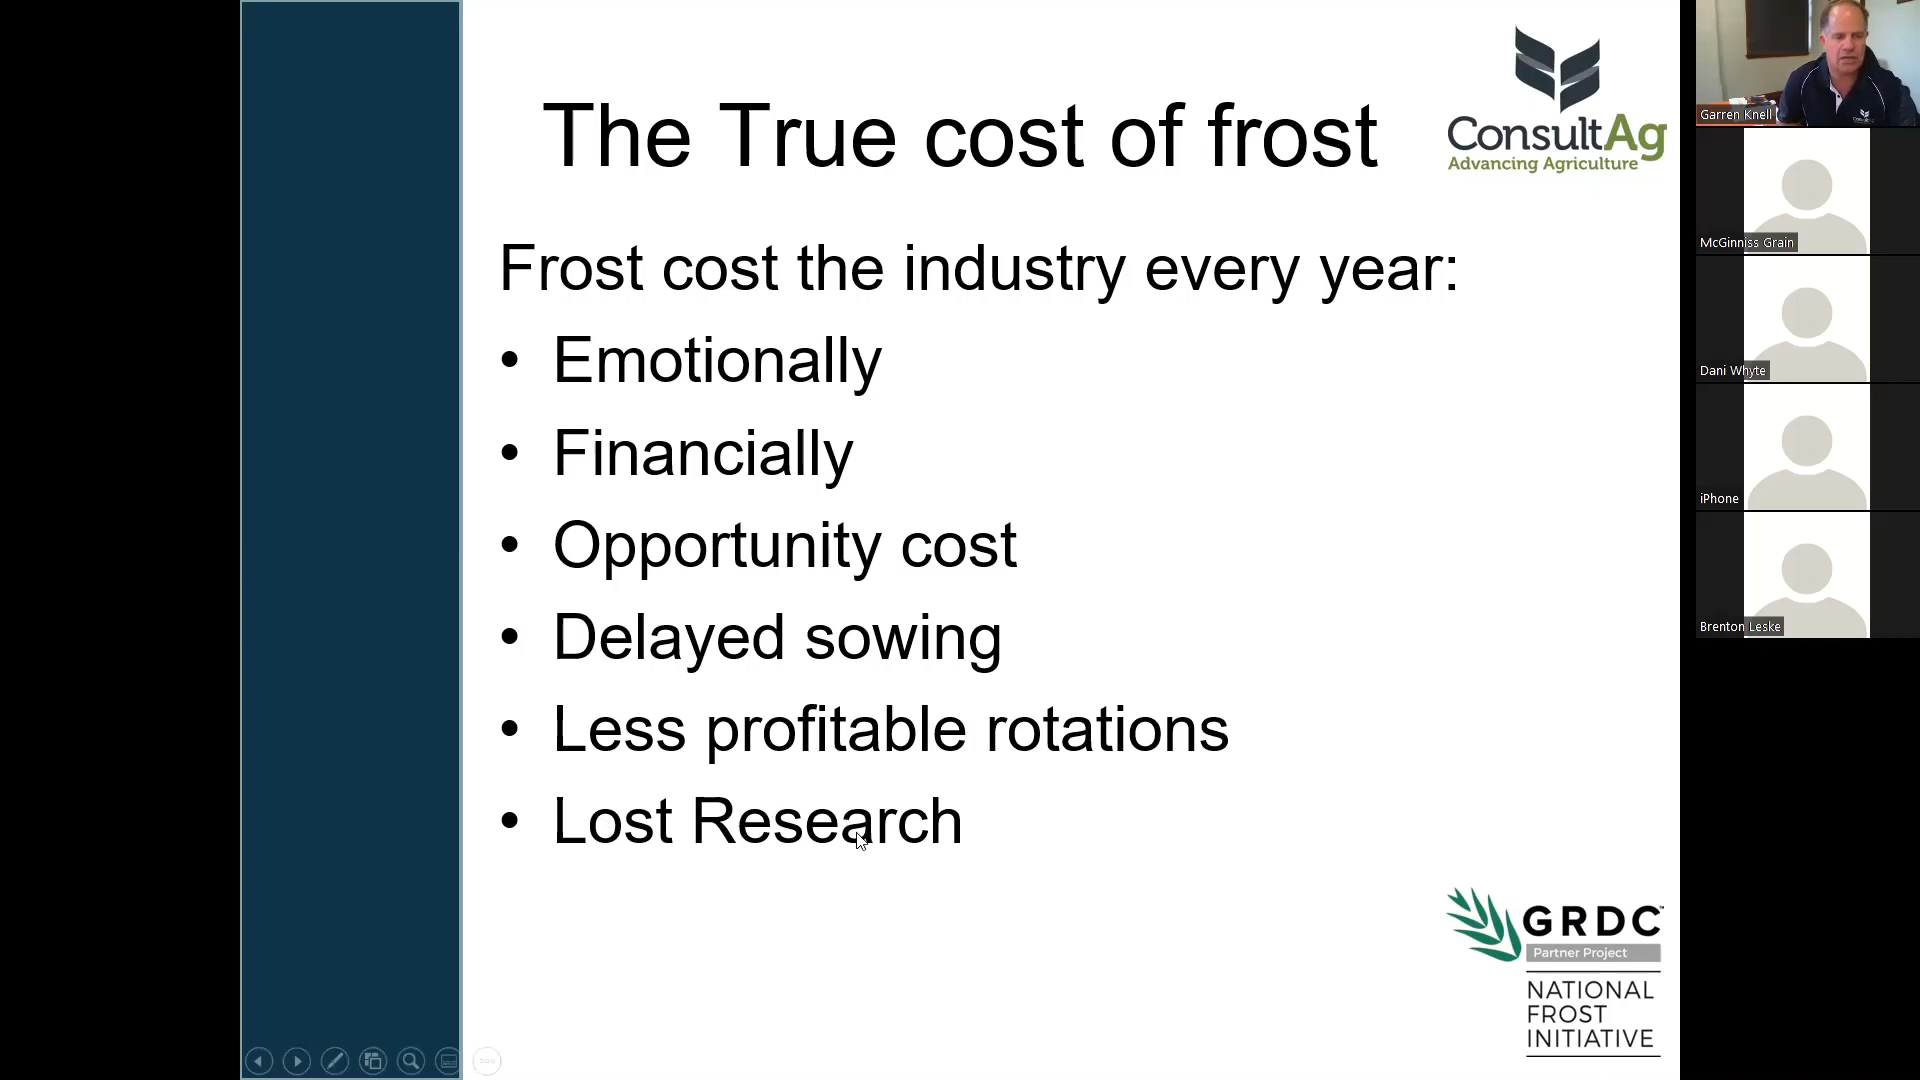 The True cost of frost
ConsultAg
Advancing Agriculture
Frost cost the industry every year:
• Emotionally
• Financially
• Opportunity cost
• Delayed sowing
• Less profitable rotations
• Lost Research
GRDC™
Partner Project
NATIONAL
FROST
INITIATIVE
Garren Knell
McGinniss Grain
Dani Whyte
iPhone
Brenton Leske